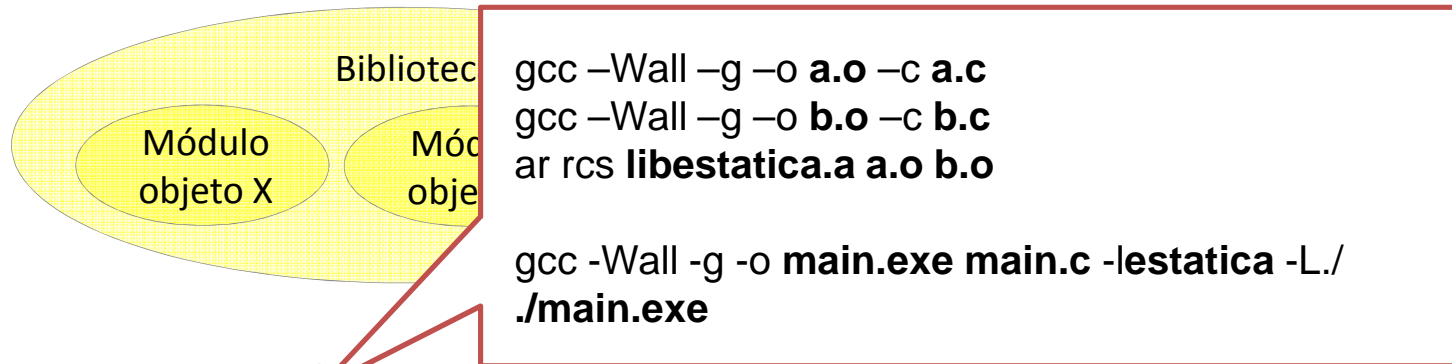 Bibliotec
Módulo
objeto X
Mód
obje
gcc –Wall –g –o a.o –c a.c
gcc –Wall –g –o b.o –c b.c
ar rcs libestatica.a a.o b.o
gcc -Wall -g -o main.exe main.c -lestatica -L./
./main.exe